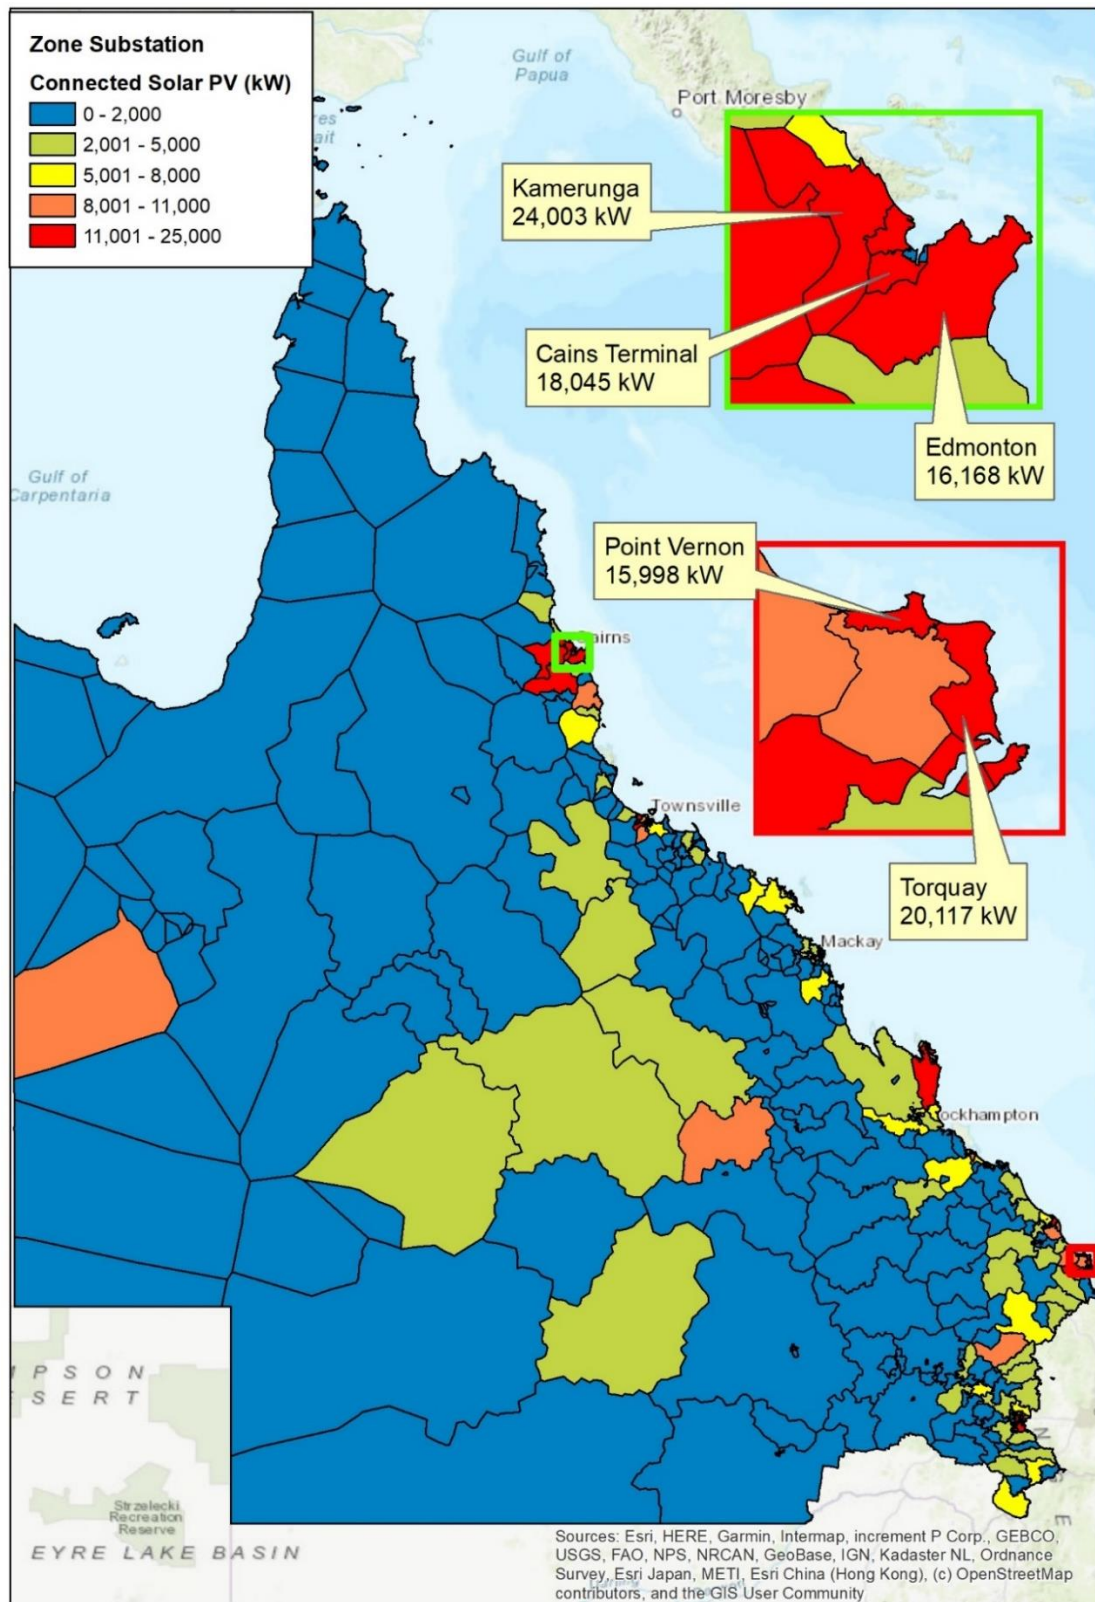 Zone Substation
Connected Solar PV (kW)
0 - 2,000
2,001 - 5,000
5,001 - 8,000
8,001 - 11,000
11,001 - 25,000
res
ait
Gulf of
Papua
Port Moresby
Kamerunga
24,003 kW
Cains Terminal
18,045 kW
Edmonton
16,168 kW
Gulf of
Carpentaria
Point Vernon
15,998 kW
airns
Torquay
20,117 kW
Townsville
Mackay
ockhampton
PSON
ESERT
N
E
Strzelecki
Recreation
Reserve
EYRE LAKE BASIN
Sources: Esri, HERE, Garmin, Intermap, increment P Corp., GEBCO,
USGS, FAO, NPS, NRCAN, GeoBase, IGN, Kadaster NL, Ordnance
Survey, Esri Japan, METI, Esri China (Hong Kong), (c) OpenStreetMap
contributors, and the GIS User Community